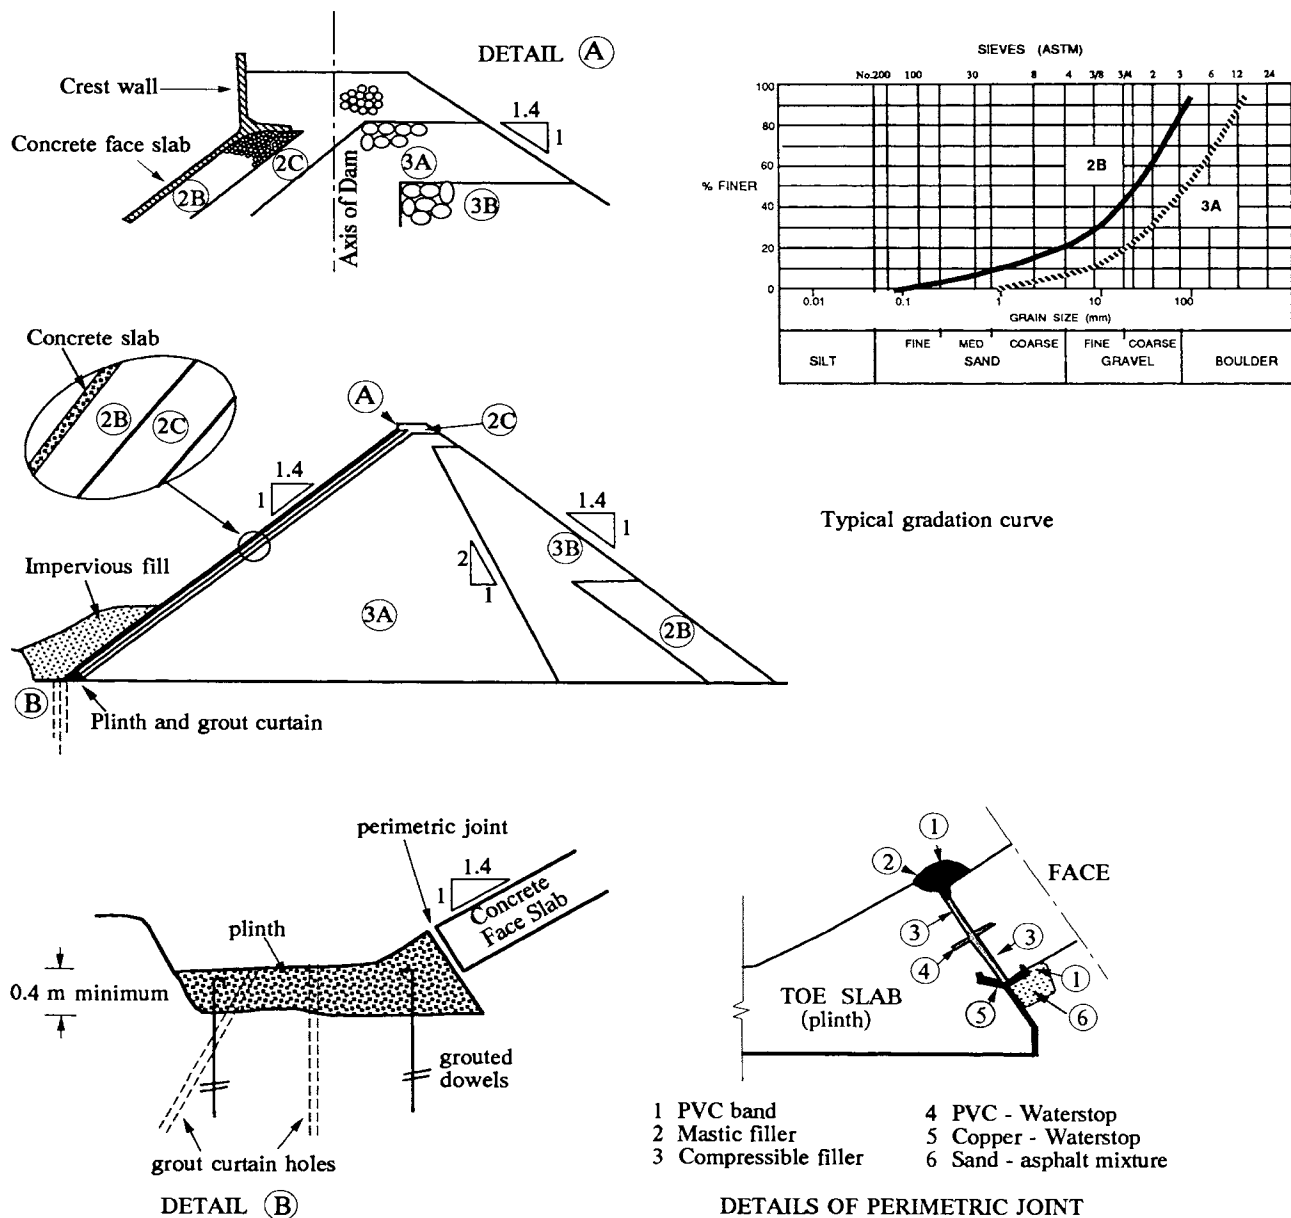 DETAIL A
Crest wall
Concrete face slab
2B
2C
3A
3B
1.4
1
Axis of Dam
SIEVES (ASTM)
No.200 100 30 8 4 3/8 3/4 2 3 6 12 24
100
80
60
40
20
0
% FINER
2B
3A
0.01 0.1 1 10 100
GRAIN SIZE (mm)
FINE MED COARSE FINE COARSE
SILT SAND GRAVEL BOULDER
Typical gradation curve
Concrete slab
2B
2C
A
2C
1.4
1
1.4
1
Impervious fill
2
1
3B
3A
2B
B
Plinth and grout curtain
perimetric joint
1.4
1
Concrete
Face Slab
plinth
0.4 m minimum
grouted
dowels
grout curtain holes
DETAIL B
1
2
FACE
3
3
4
1
TOE SLAB
(plinth)
5
6
1 PVC band
2 Mastic filler
3 Compressible filler
4 PVC - Waterstop
5 Copper - Waterstop
6 Sand - asphalt mixture
DETAILS OF PERIMETRIC JOINT